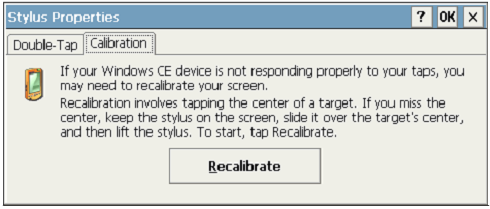 Stylus Properties ? OK ×
Double-Tap Calibration
If your Windows CE device is not responding properly to your taps, you
may need to recalibrate your screen.
Recalibration involves tapping the center of a target. If you miss the
center, keep the stylus on the screen, slide it over the target's center,
and then lift the stylus. To start, tap Recalibrate.
Recalibrate